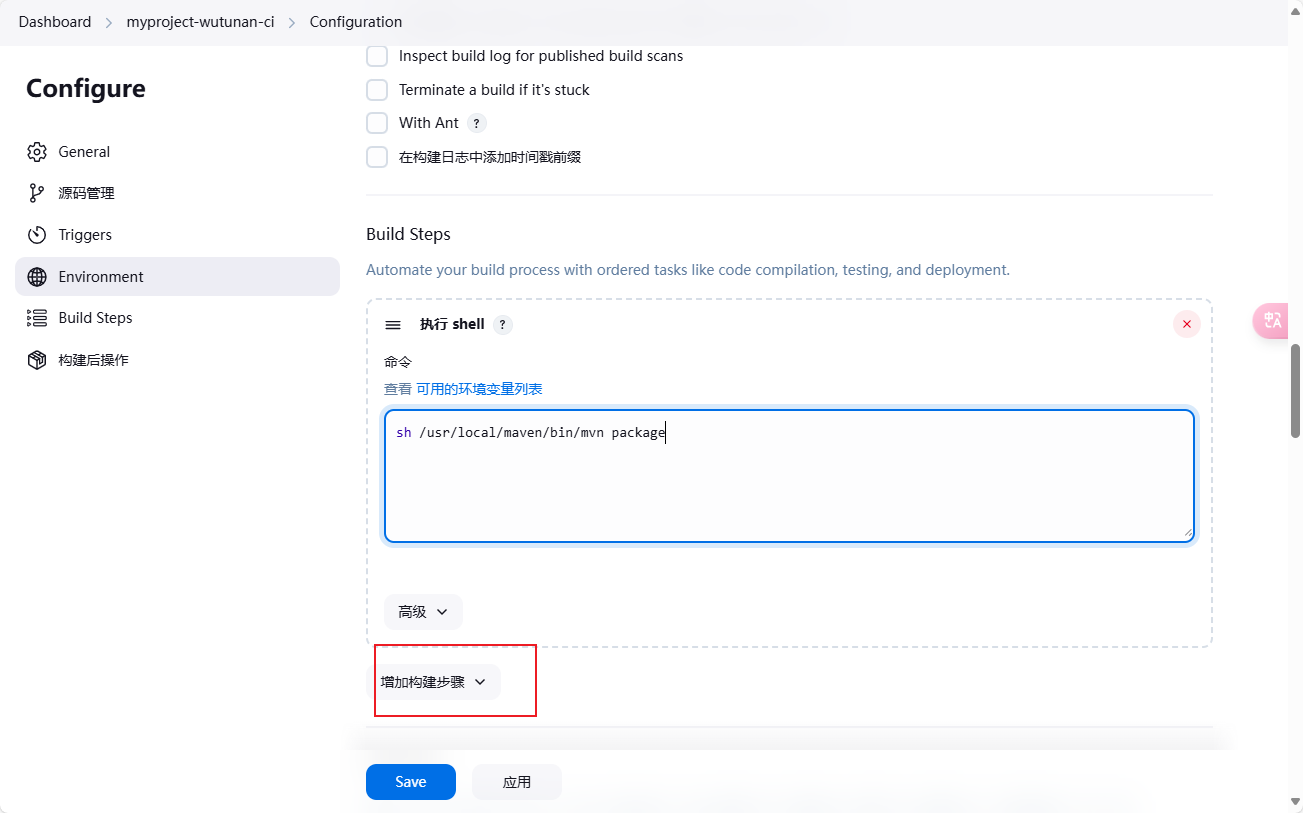 Dashboard > myproject-wutunan-ci > Configuration
Configure
General
源码管理
Triggers
Environment
Build Steps
构建后操作
Inspect build log for published build scans
Terminate a build if it's stuck
With Ant ?
在构建日志中添加时间戳前缀
Build Steps
Automate your build process with ordered tasks like code compilation, testing, and deployment.
执行 shell ?
命令
查看 可用的环境变量列表
sh /usr/local/maven/bin/mvn package
高级
增加构建步骤
Save
应用